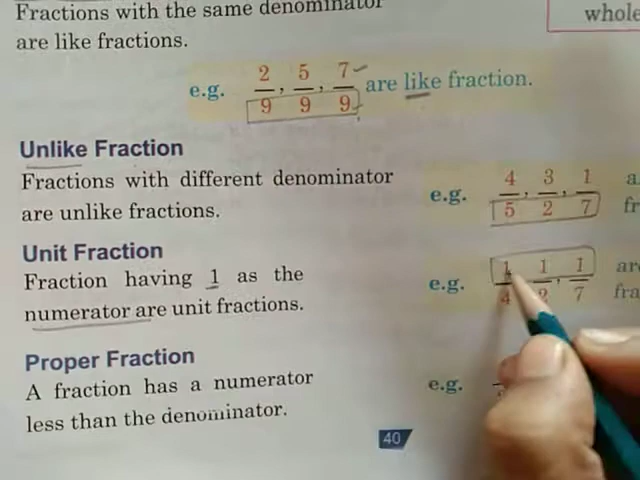 Fractions with the same denominator
whole
are like fractions.
e.g. 2/9, 5/9, 7/9 are like fraction.
Unlike Fraction
Fractions with different denominator
are unlike fractions.
e.g. 4/5, 3/2, 1/7
Unit Fraction
Fraction having 1 as the
numerator are unit fractions.
e.g. 1/4 1/2, 1/7
Proper Fraction
A fraction has a numerator
less than the denominator.
e.g.
40